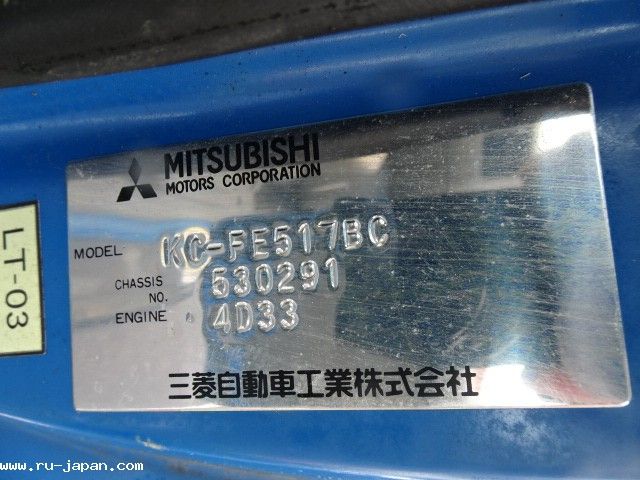 MITSUBISHI
MOTORS CORPORATION
MODEL KC-FE517BC
CHASSIS NO. 530291
ENGINE 4D33
三菱自動車工業株式会社
LT-03
www.ru-japan.com